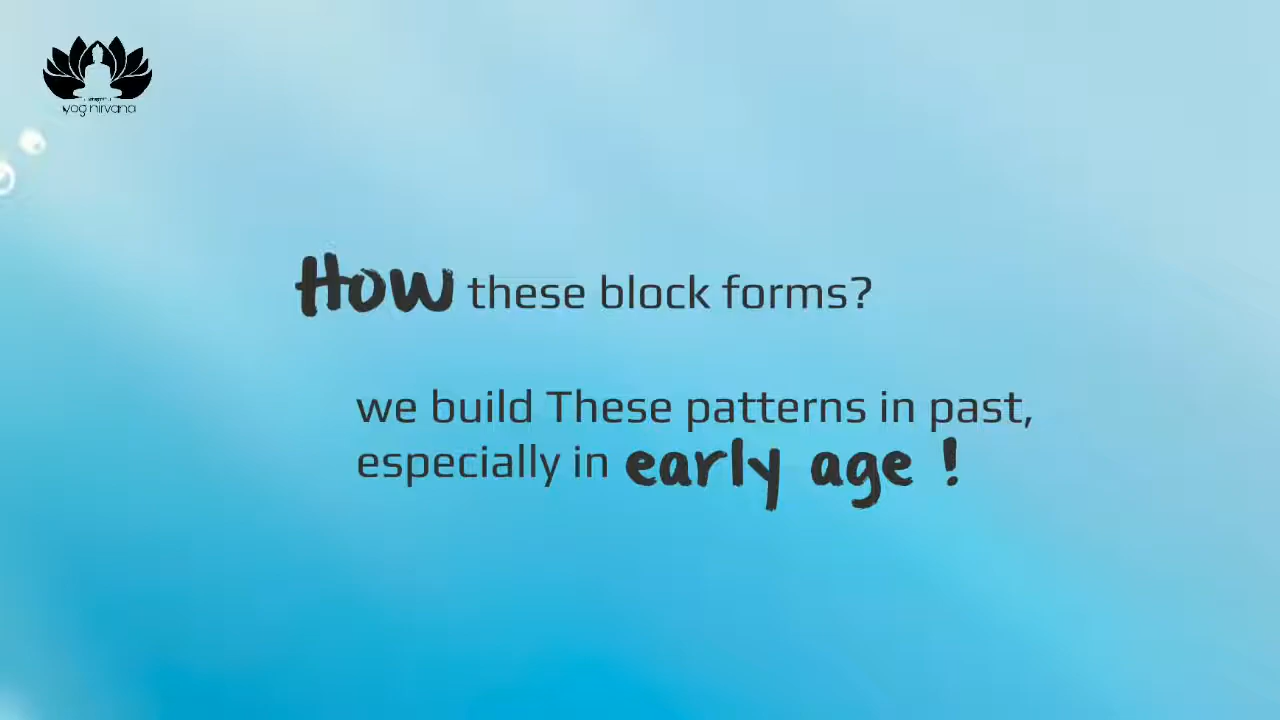 yog nirvana
How these block forms?
we build These patterns in past,
especially in early age !